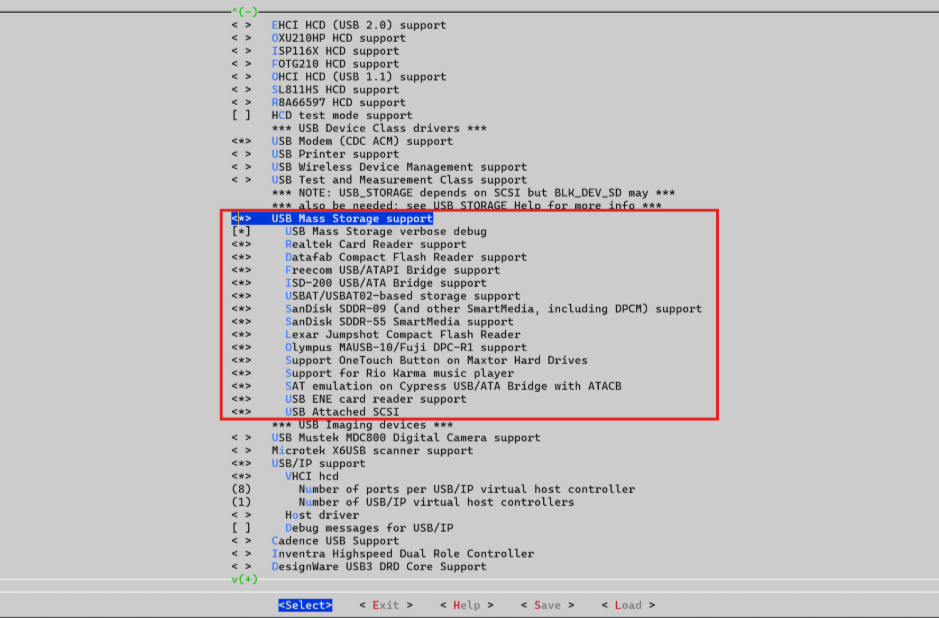 ^(-)
< > EHCI HCD (USB 2.0) support
< > OXU210HP HCD support
< > ISP116X HCD support
< > FOTG210 HCD support
< > OHCI HCD (USB 1.1) support
< > SL811HS HCD support
< > R8A66597 HCD support
[ ] HCD test mode support
*** USB Device Class drivers ***
<*> USB Modem (CDC ACM) support
< > USB Printer support
< > USB Wireless Device Management support
< > USB Test and Measurement Class support
*** NOTE: USB_STORAGE depends on SCSI but BLK_DEV_SD may ***
*** also be needed; see USB_STORAGE Help for more info ***
<*> USB Mass Storage support
[*] USB Mass Storage verbose debug
<*> Realtek Card Reader support
<*> Datafab Compact Flash Reader support
<*> Freecom USB/ATAPI Bridge support
<*> ISD-200 USB/ATA Bridge support
<*> USBAT/USBAT02-based storage support
<*> SanDisk SDDR-09 (and other SmartMedia, including DPCM) support
<*> SanDisk SDDR-55 SmartMedia support
<*> Lexar Jumpshot Compact Flash Reader
<*> Olympus MAUSB-10/Fuji DPC-R1 support
<*> Support OneTouch Button on Maxtor Hard Drives
<*> Support for Rio Karma music player
<*> SAT emulation on Cypress USB/ATA Bridge with ATACB
<*> USB ENE card reader support
<*> USB Attached SCSI
*** USB Imaging devices ***
< > USB Mustek MDC800 Digital Camera support
< > Microtek X6USB scanner support
<*> USB/IP support
<*> VHCI hcd
(8) Number of ports per USB/IP virtual host controller
(1) Number of USB/IP virtual host controllers
< > Host driver
[ ] Debug messages for USB/IP
< > Cadence USB Support
< > Inventra Highspeed Dual Role Controller
< > DesignWare USB3 DRD Core Support
v(+)
<Select> < Exit > < Help > < Save > < Load >